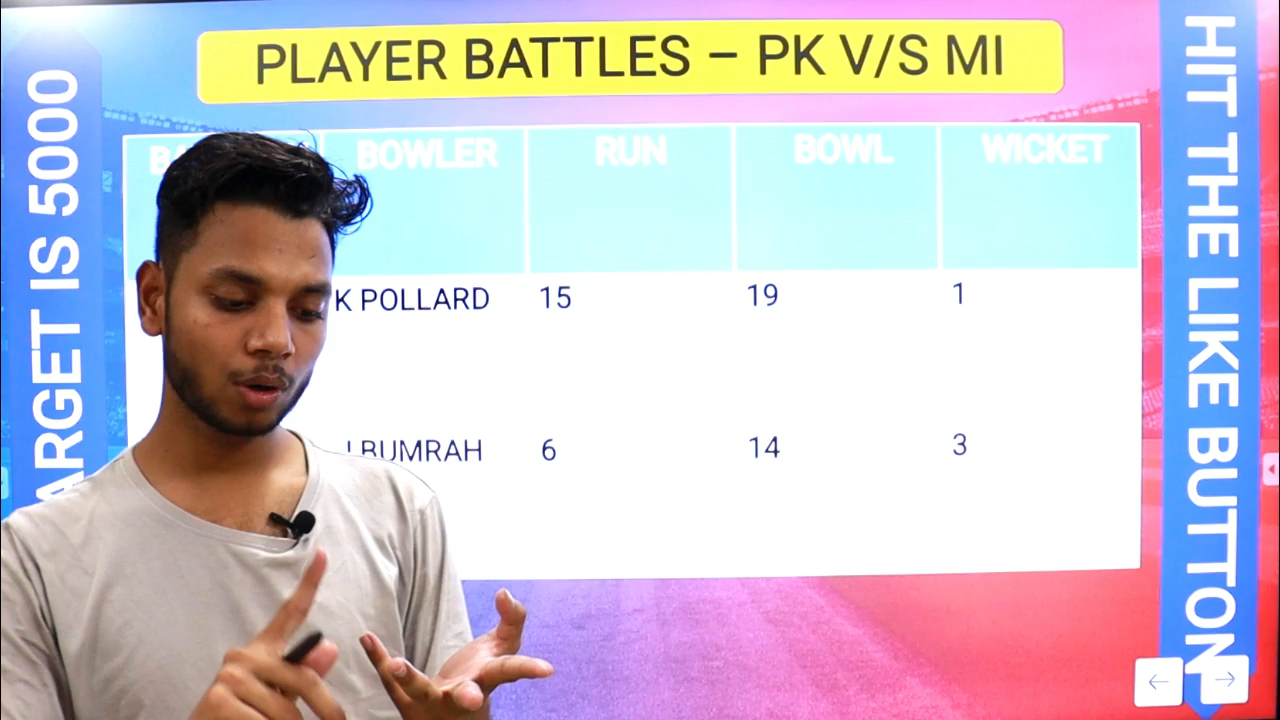 PLAYER BATTLES – PK V/S MI
ARGET IS 5000
HIT THE LIKE BUTTON
BOWLER RUN BOWL WICKET
K POLLARD 15 19 1
BUMRAH 6 14 3